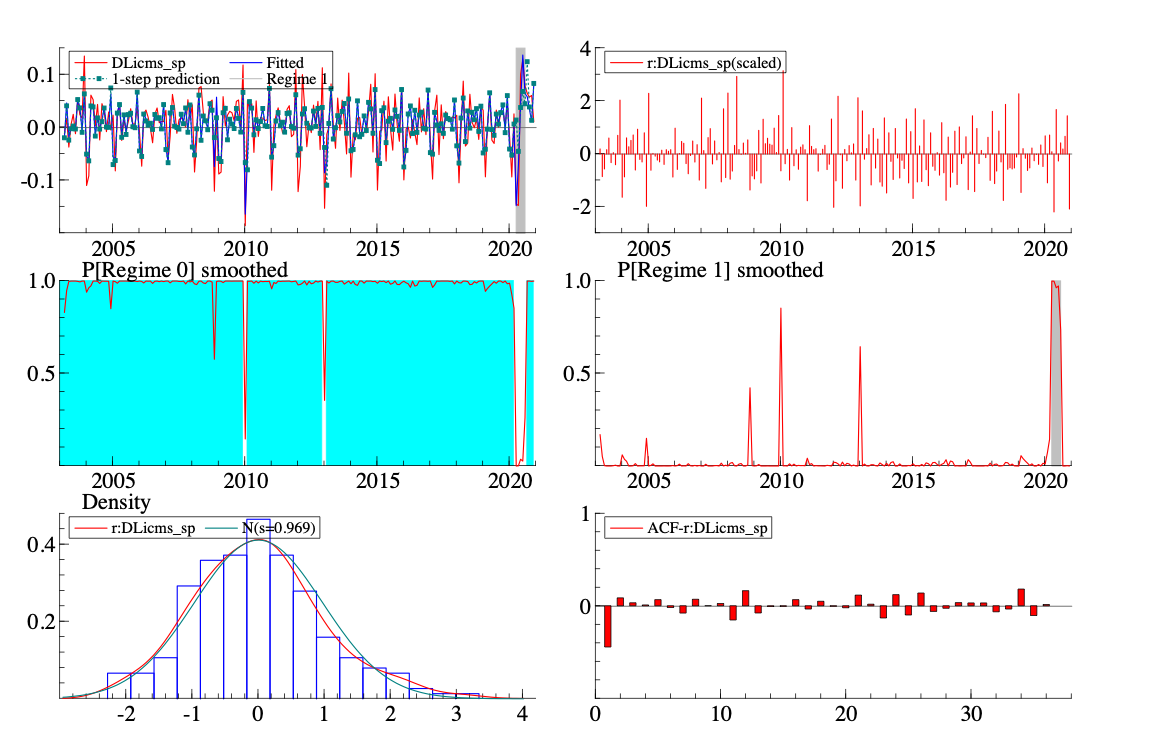 DLicms_sp Fitted
1-step prediction Regime 1
0.1
0.0
-0.1
2005 2010 2015 2020
r:DLicms_sp(scaled)
4
2
0
-2
2005 2010 2015 2020
P[Regime 0] smoothed
1.0
0.5
2005 2010 2015 2020
P[Regime 1] smoothed
1.0
0.5
2005 2010 2015 2020
Density
r:DLicms_sp N(s=0.969)
0.4
0.2
-2 -1 0 1 2 3 4
ACF-r:DLicms_sp
1
0
0 10 20 30